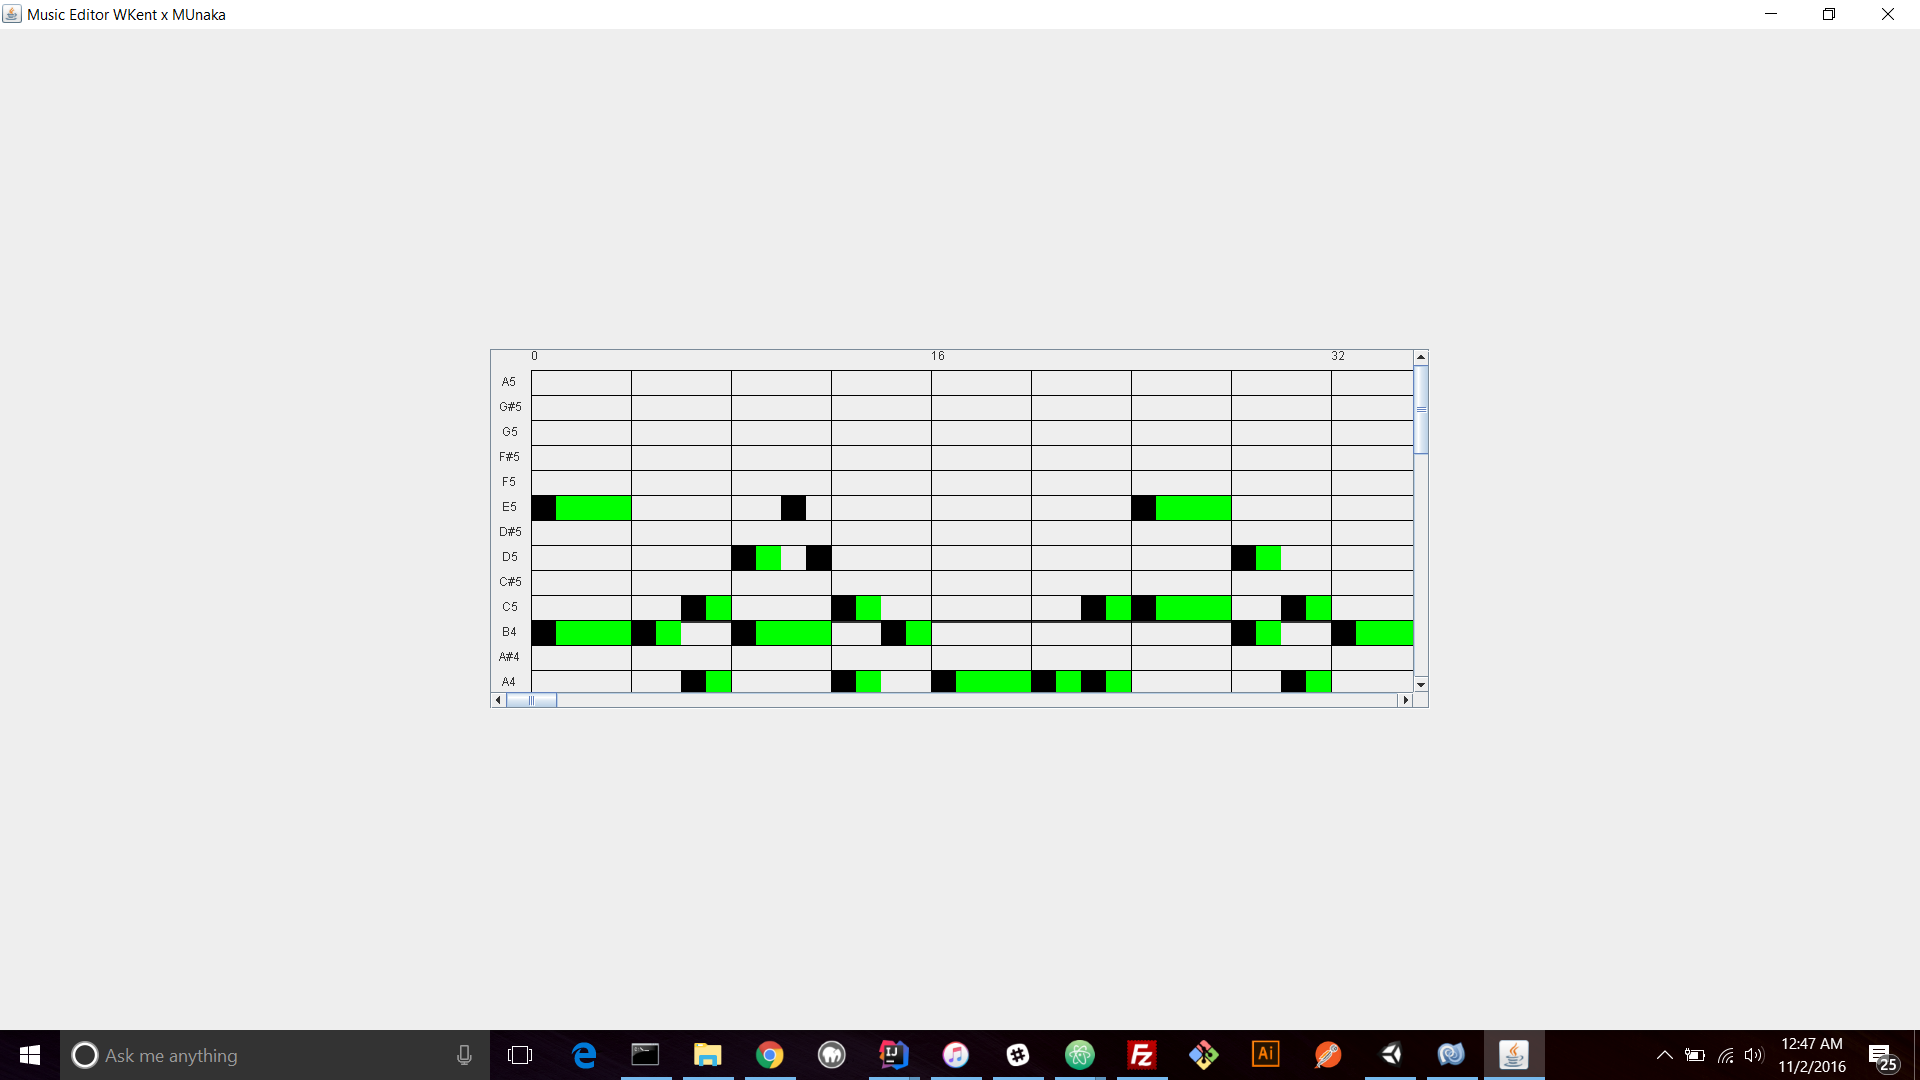 Music Editor WKent x MUnaka
0 16 32
A5
G#5
G5
F#5
F5
E5
D#5
D5
C#5
C5
B4
A#4
A4
Ask me anything
12:47 AM
11/2/2016
25